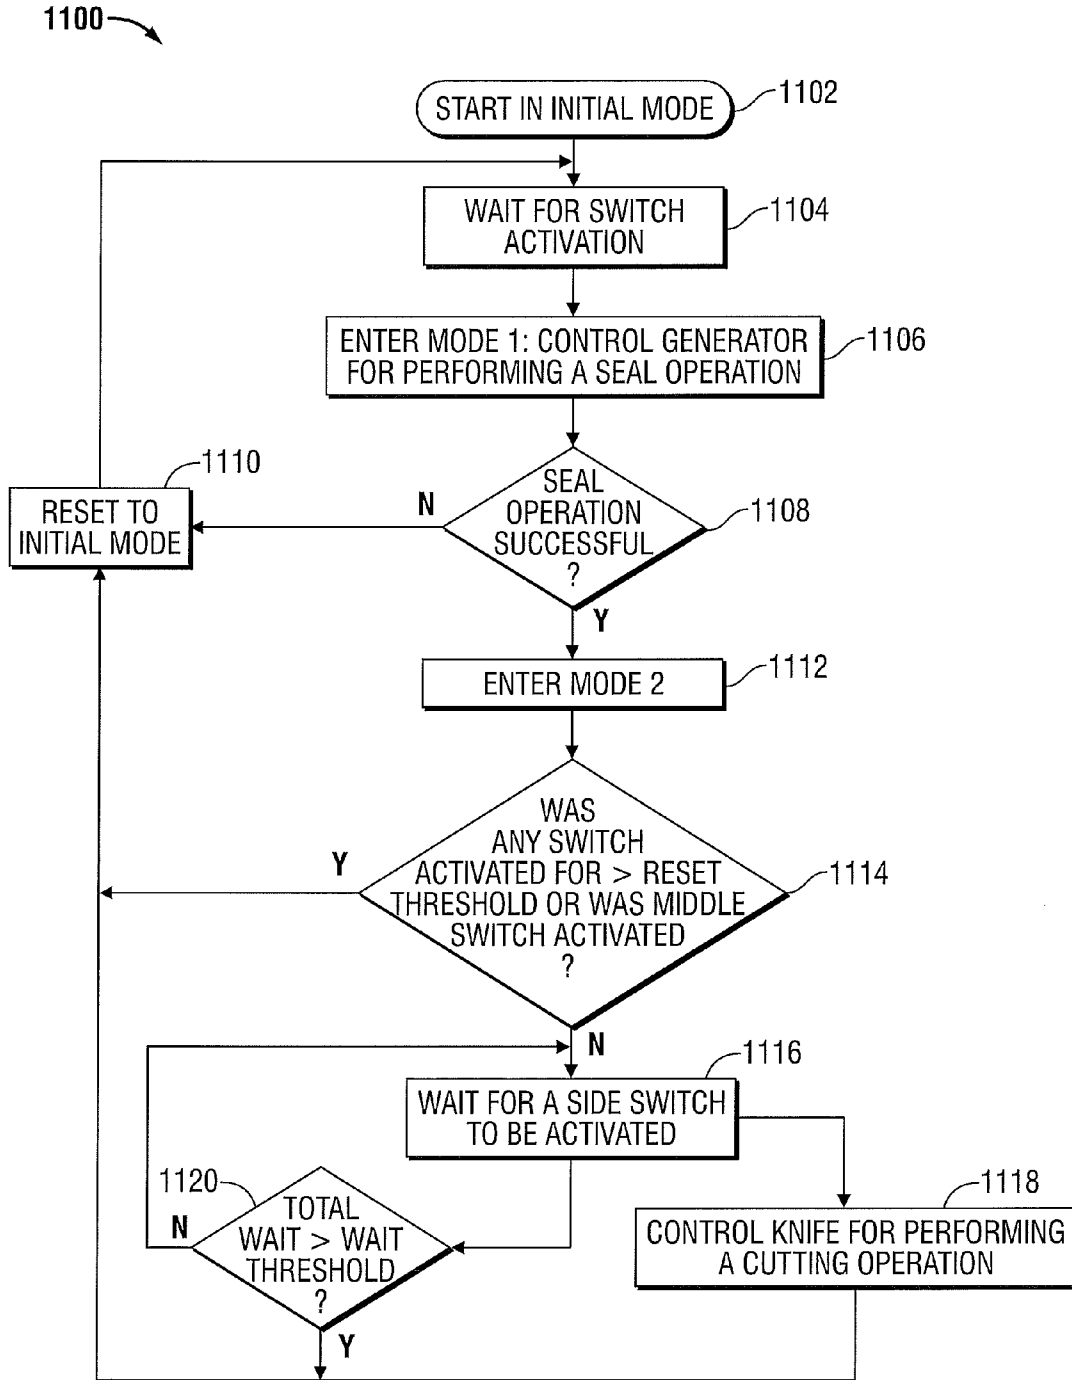 1100
START IN INITIAL MODE
1102
WAIT FOR SWITCH
ACTIVATION
1104
ENTER MODE 1: CONTROL GENERATOR
FOR PERFORMING A SEAL OPERATION
1106
SEAL
OPERATION
SUCCESSFUL
?
1108
N
Y
1110
RESET TO
INITIAL MODE
ENTER MODE 2
1112
WAS
ANY SWITCH
ACTIVATED FOR > RESET
THRESHOLD OR WAS MIDDLE
SWITCH ACTIVATED
?
1114
Y
N
WAIT FOR A SIDE SWITCH
TO BE ACTIVATED
1116
1120
TOTAL
WAIT > WAIT
THRESHOLD
?
N
Y
1118
CONTROL KNIFE FOR PERFORMING
A CUTTING OPERATION